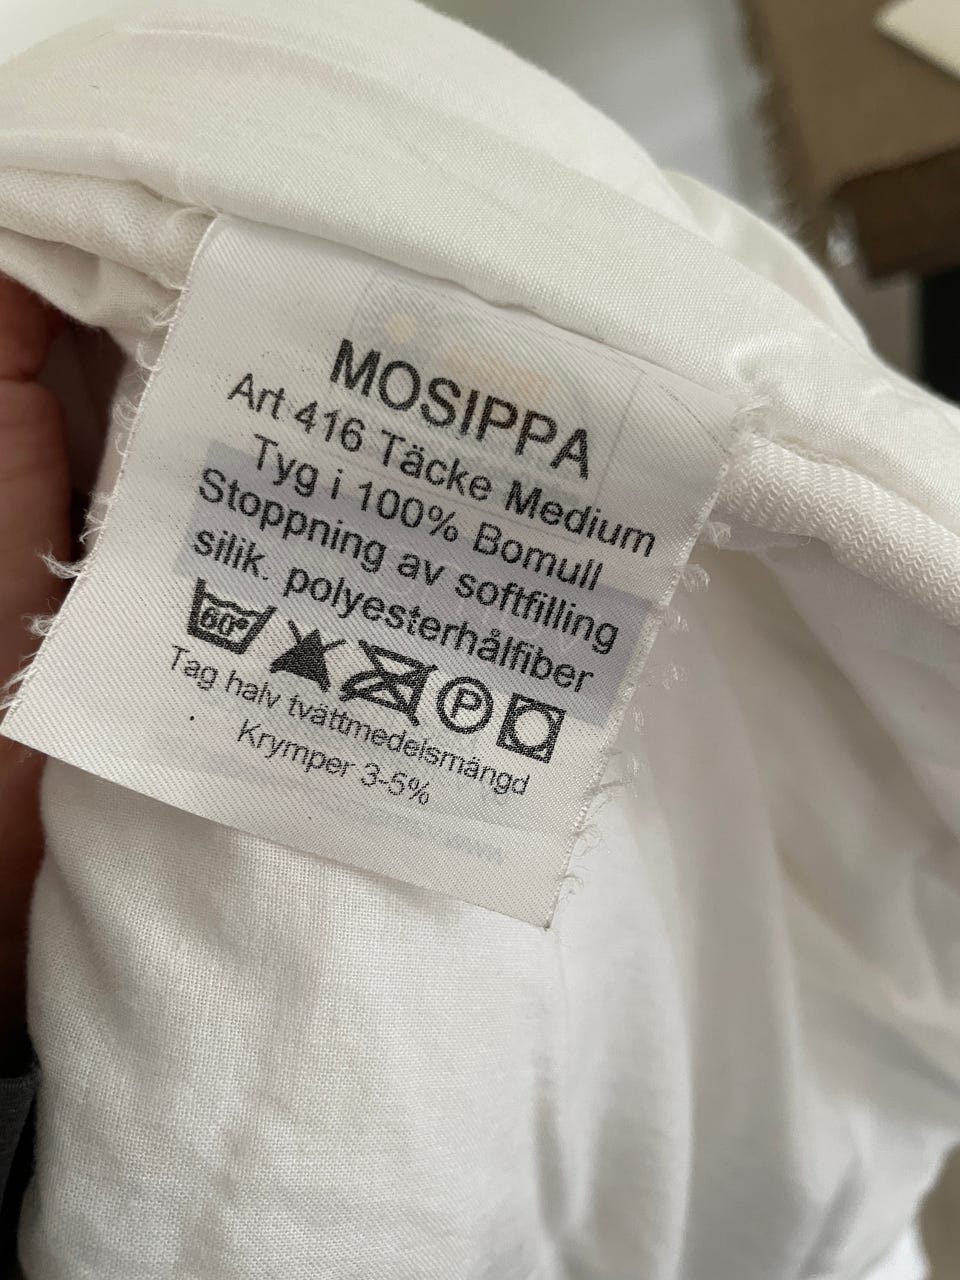 MOSIPPA
Art 416 Täcke Medium
Tyg i 100% Bomull
Stoppning av softfilling
silik. polyesterhålfiber
60°
P
Tag halv tvättmedelsmängd
Krymper 3-5%